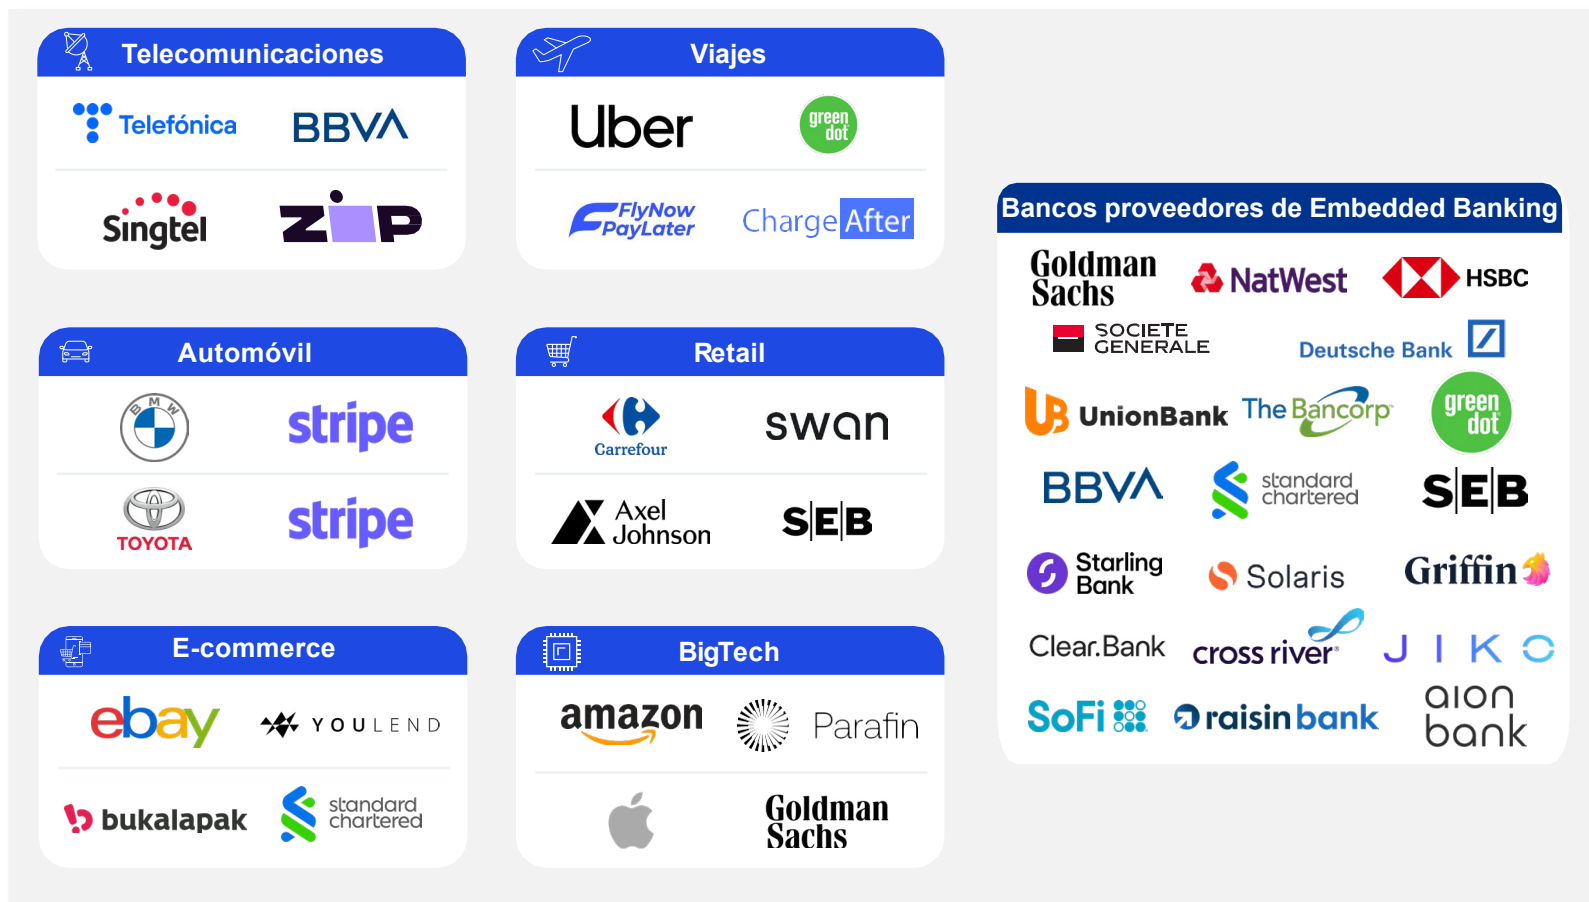 Telecomunicaciones
Telefónica
BBVA
Singtel
ZIP
Viajes
Uber
green
dot
FlyNow
PayLater
ChargeAfter
Automóvil
BMW
stripe
TOYOTA
stripe
Retail
Carrefour
swan
Axel
Johnson
S|E|B
E-commerce
ebay
YOULEND
bukalapak
standard
chartered
BigTech
amazon
Parafin
Goldman
Sachs
Bancos proveedores de Embedded Banking
Goldman
Sachs
NatWest
HSBC
SOCIETE
GENERALE
Deutsche Bank
UB UnionBank
The Bancorp
green
dot
BBVA
standard
chartered
S|E|B
Starling
Bank
Solaris
Griffin
Clear.Bank
cross river®
JIKO
SoFi
raisin bank
aion
bank